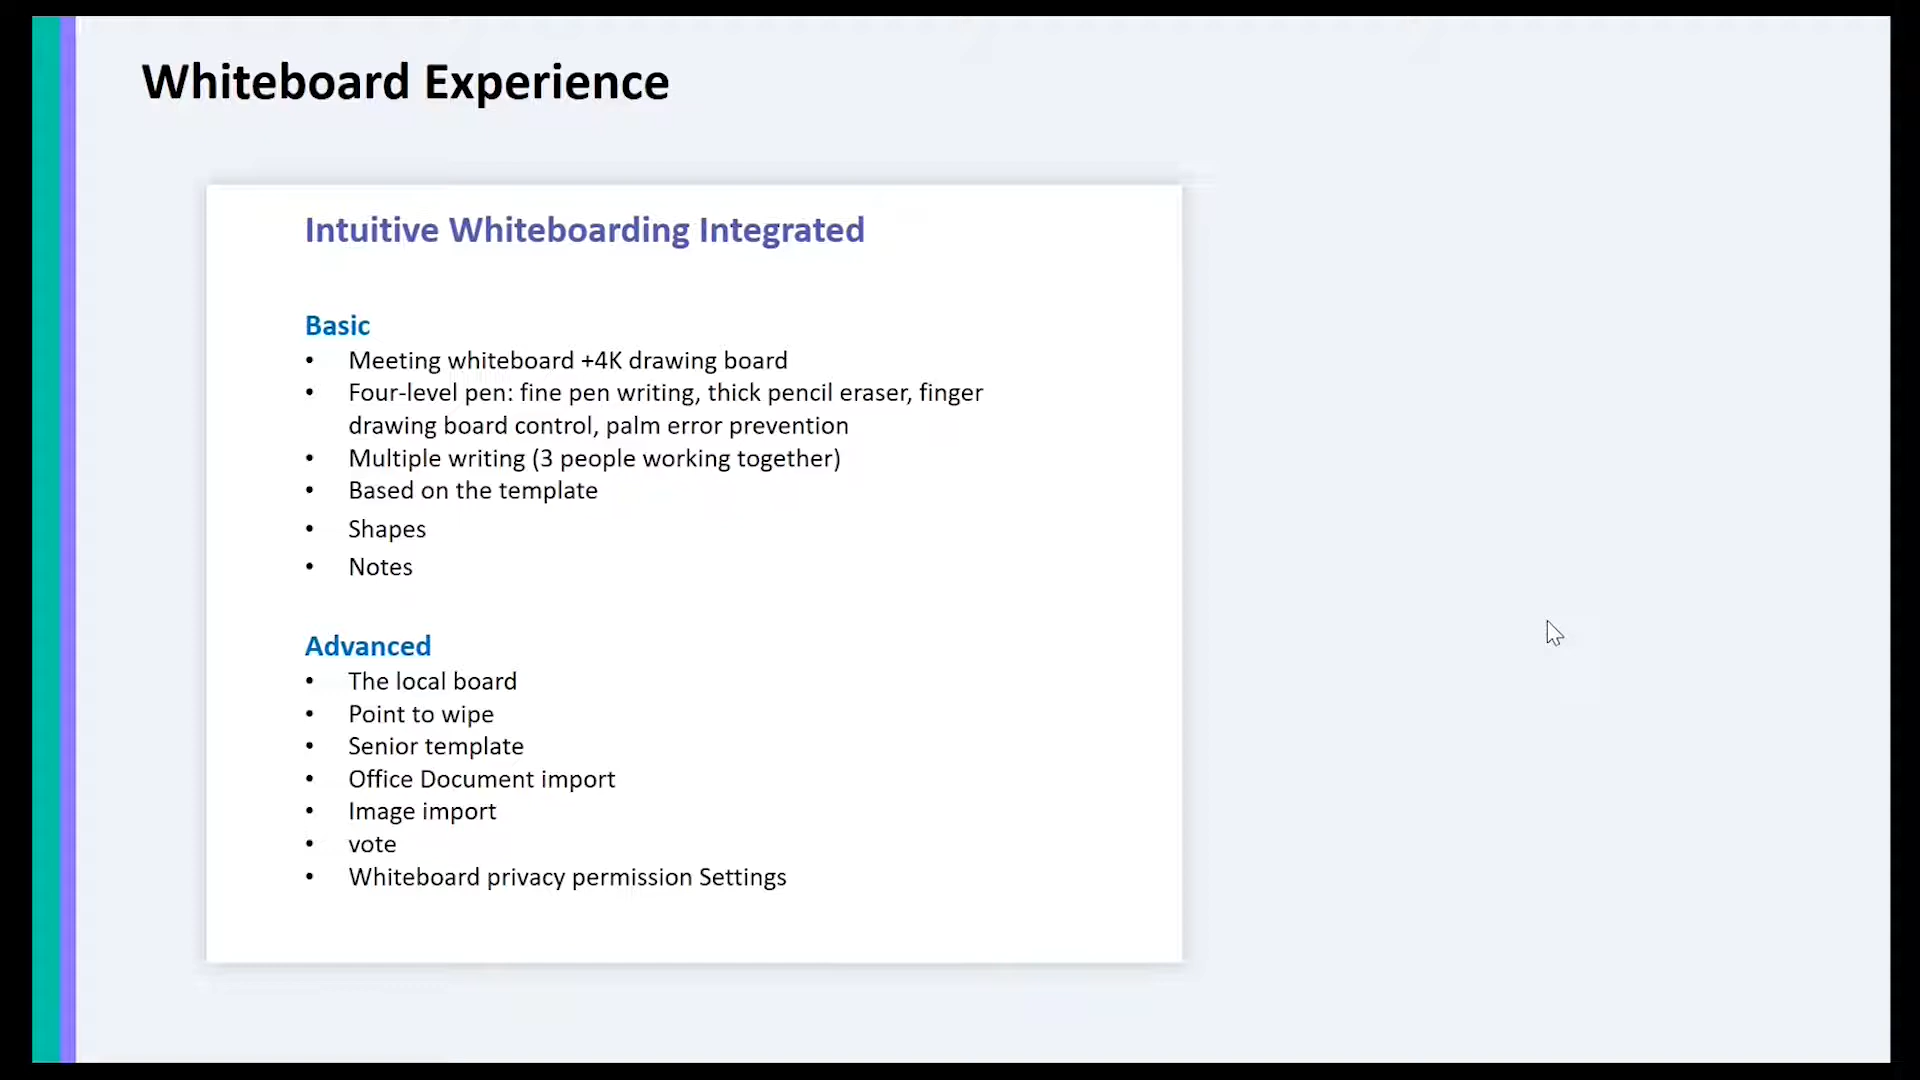 Whiteboard Experience
Intuitive Whiteboarding Integrated
Basic
• Meeting whiteboard +4K drawing board
• Four-level pen: fine pen writing, thick pencil eraser, finger
drawing board control, palm error prevention
• Multiple writing (3 people working together)
• Based on the template
• Shapes
• Notes
Advanced
• The local board
• Point to wipe
• Senior template
• Office Document import
• Image import
• vote
• Whiteboard privacy permission Settings